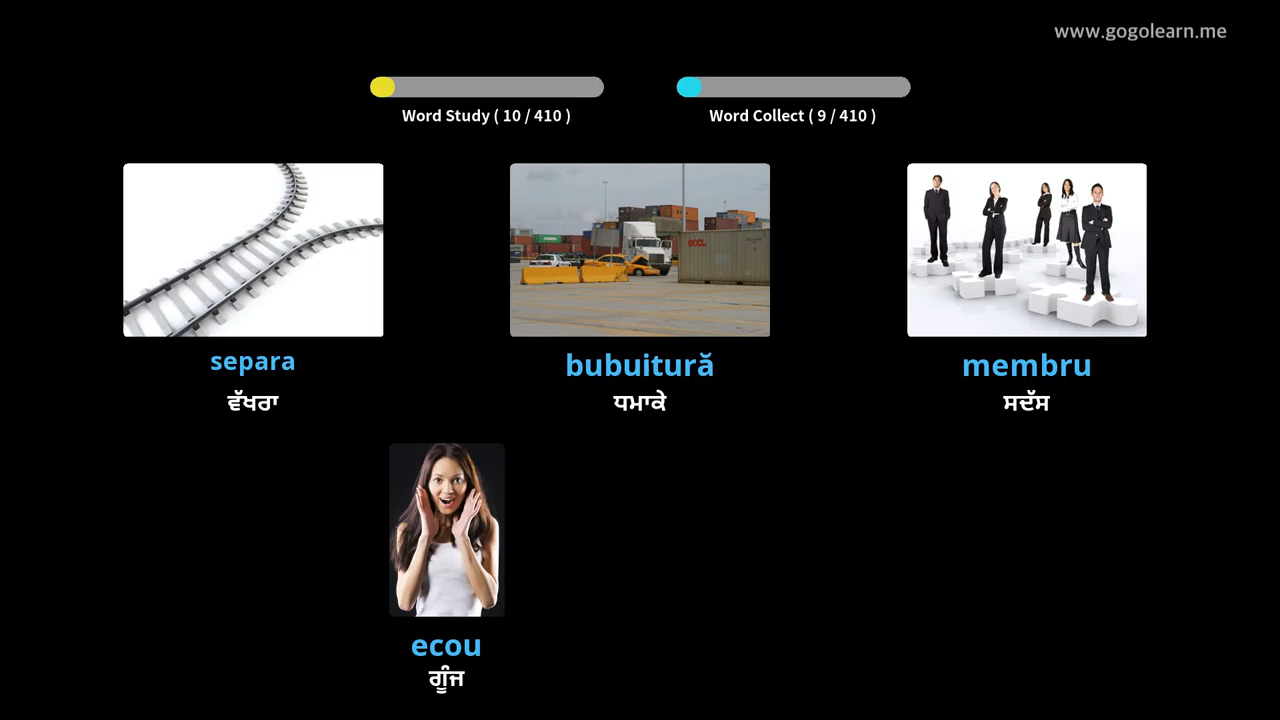 www.gogolearn.me
Word Study ( 10 / 410 )
Word Collect ( 9 / 410 )
separa
ਵੱਖਰਾ
bubuitură
ਧਮਾਕੇ
membru
ਸਦੱਸ
ecou
ਗੂੰਜ